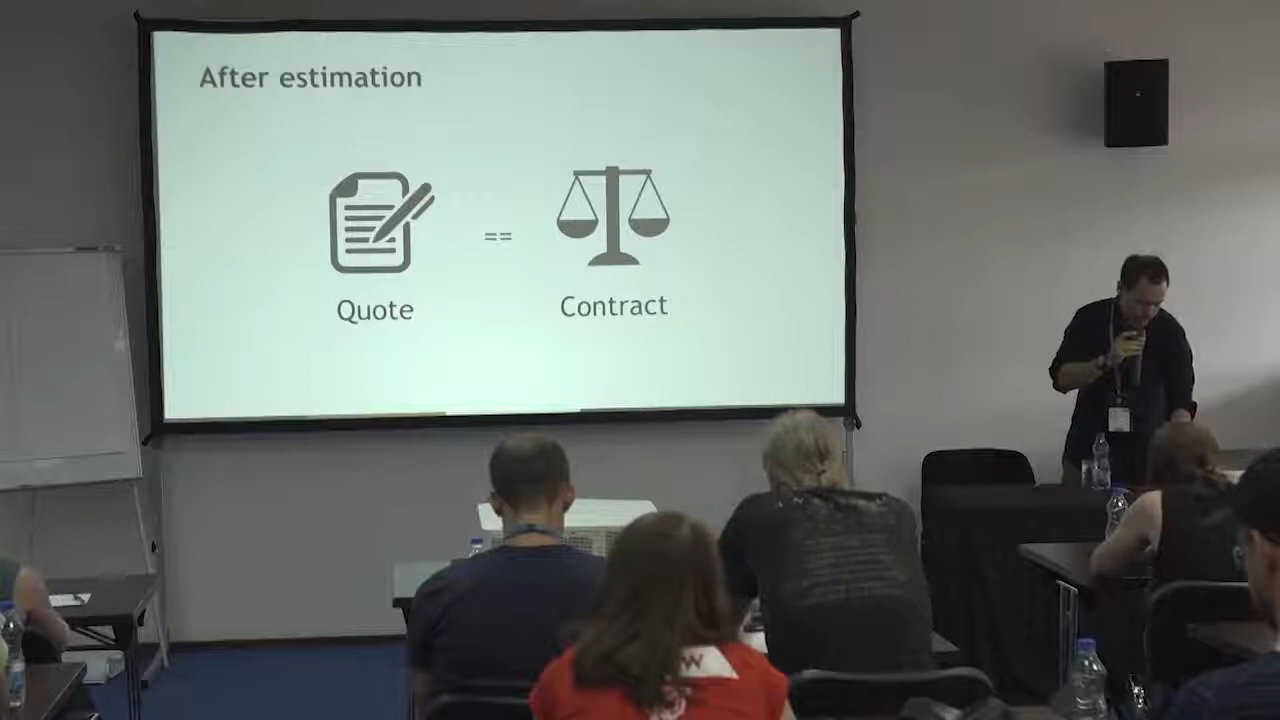 After estimation
==
Quote
Contract
W